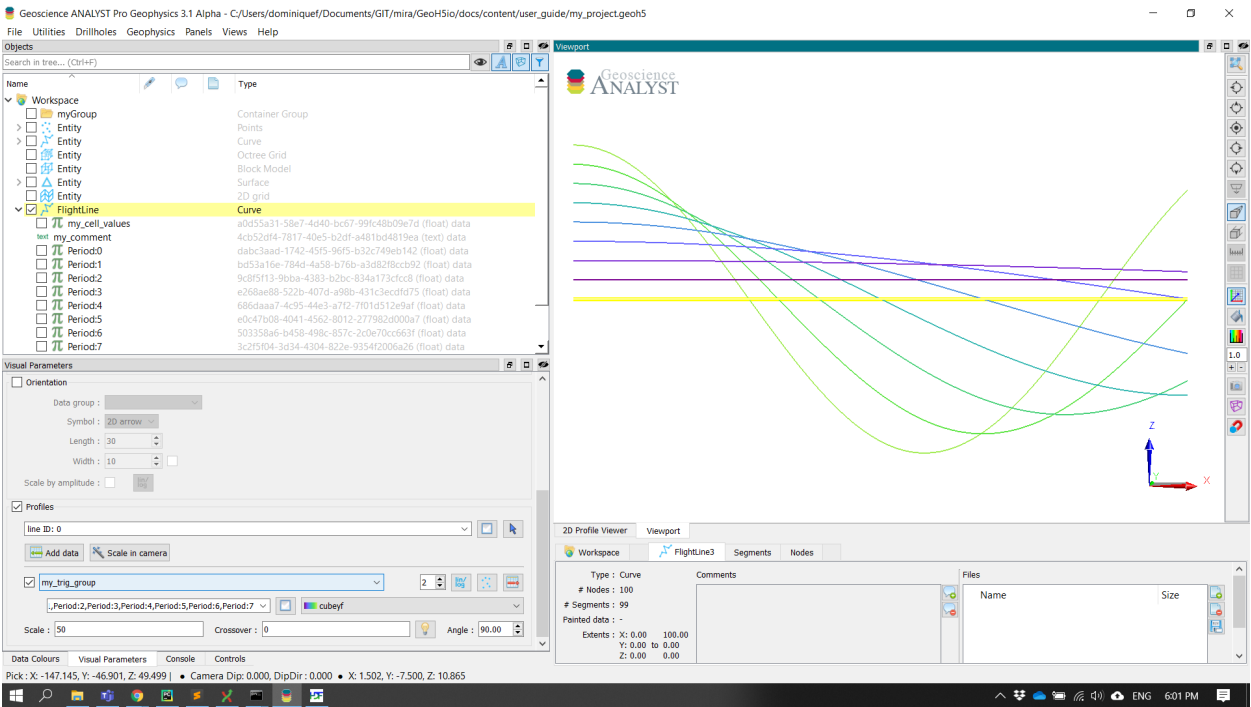 Geoscience ANALYST Pro Geophysics 3.1 Alpha - C:/Users/dominiquef/Documents/GIT/mira/GeoH5io/docs/content/user_guide/my_project.geoh5
File Utilities Drillholes Geophysics Panels Views Help
Objects
Search in tree... (Ctrl+F)
Name Type
Workspace
myGroup Container Group
Entity Points
Entity Curve
Entity Octree Grid
Entity Block Model
Entity Surface
Entity 2D grid
FlightLine Curve
my_cell_values a0d55a31-58e7-4d40-bc67-99fc48b09e7d (float) data
text my_comment 4cb52df4-7817-40e5-b2df-a481bd4819ea (text) data
Period:0 dabc3aad-1742-45f5-96f5-b32c749eb142 (float) data
Period:1 bd53a16e-784d-4a58-b76b-a3d82f8ccb92 (float) data
Period:2 9c8f5f13-9bba-4383-b2bc-834a173cfcc8 (float) data
Period:3 e268ae88-522b-407d-a98b-431c3ecdfd75 (float) data
Period:4 686daaa7-4c95-44e3-a7f2-7f01d512e9af (float) data
Period:5 e0c47b08-4041-4562-8012-277982d000a7 (float) data
Period:6 503358a6-b458-498c-857c-2c0e70cc663f (float) data
Period:7 3c2f5f04-3d34-4304-822e-9354f2006a26 (float) data
Visual Parameters
Orientation
Data group :
Symbol : 2D arrow
Length : 30
Width : 10
Scale by amplitude :
Profiles
line ID: 0
Add data Scale in camera
my_trig_group 2 lin/ log
:,Period:2,Period:3,Period:4,Period:5,Period:6,Period:7 cubeyf
Scale : 50 Crossover : 0 Angle : 90.00
Data Colours Visual Parameters Console Controls
Viewport
Geoscience
ANALYST
Z
Y
X
1.0
2D Profile Viewer Viewport
Workspace FlightLine3 Segments Nodes
Type : Curve
# Nodes : 100
# Segments : 99
Painted data : -
Extents : X: 0.00 100.00
Y: 0.00 to 0.00
Z: 0.00 0.00
Comments
Files
Name Size
Pick : X: -147.145, Y: -46.901, Z: 49.499 | ● Camera Dip: 0.000, DipDir : 0.000 ● X: 1.502, Y: -7.500, Z: 10.865
ENG 6:01 PM